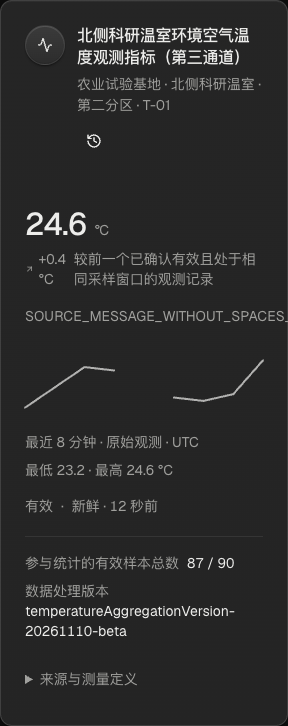 北侧科研温室环境空气温
度观测指标（第三通道）
农业试验基地 · 北侧科研温室 ·
第二分区 · T-01
24.6 ℃
+0.4 较前一个已确认有效且处于相
℃ 同采样窗口的观测记录
SOURCE_MESSAGE_WITHOUT_SPACES_
最近 8 分钟 · 原始观测 · UTC
最低 23.2 · 最高 24.6 ℃
有效 · 新鲜 · 12 秒前
参与统计的有效样本总数 87 / 90
数据处理版本
temperatureAggregationVersion-
20261110-beta
来源与测量定义